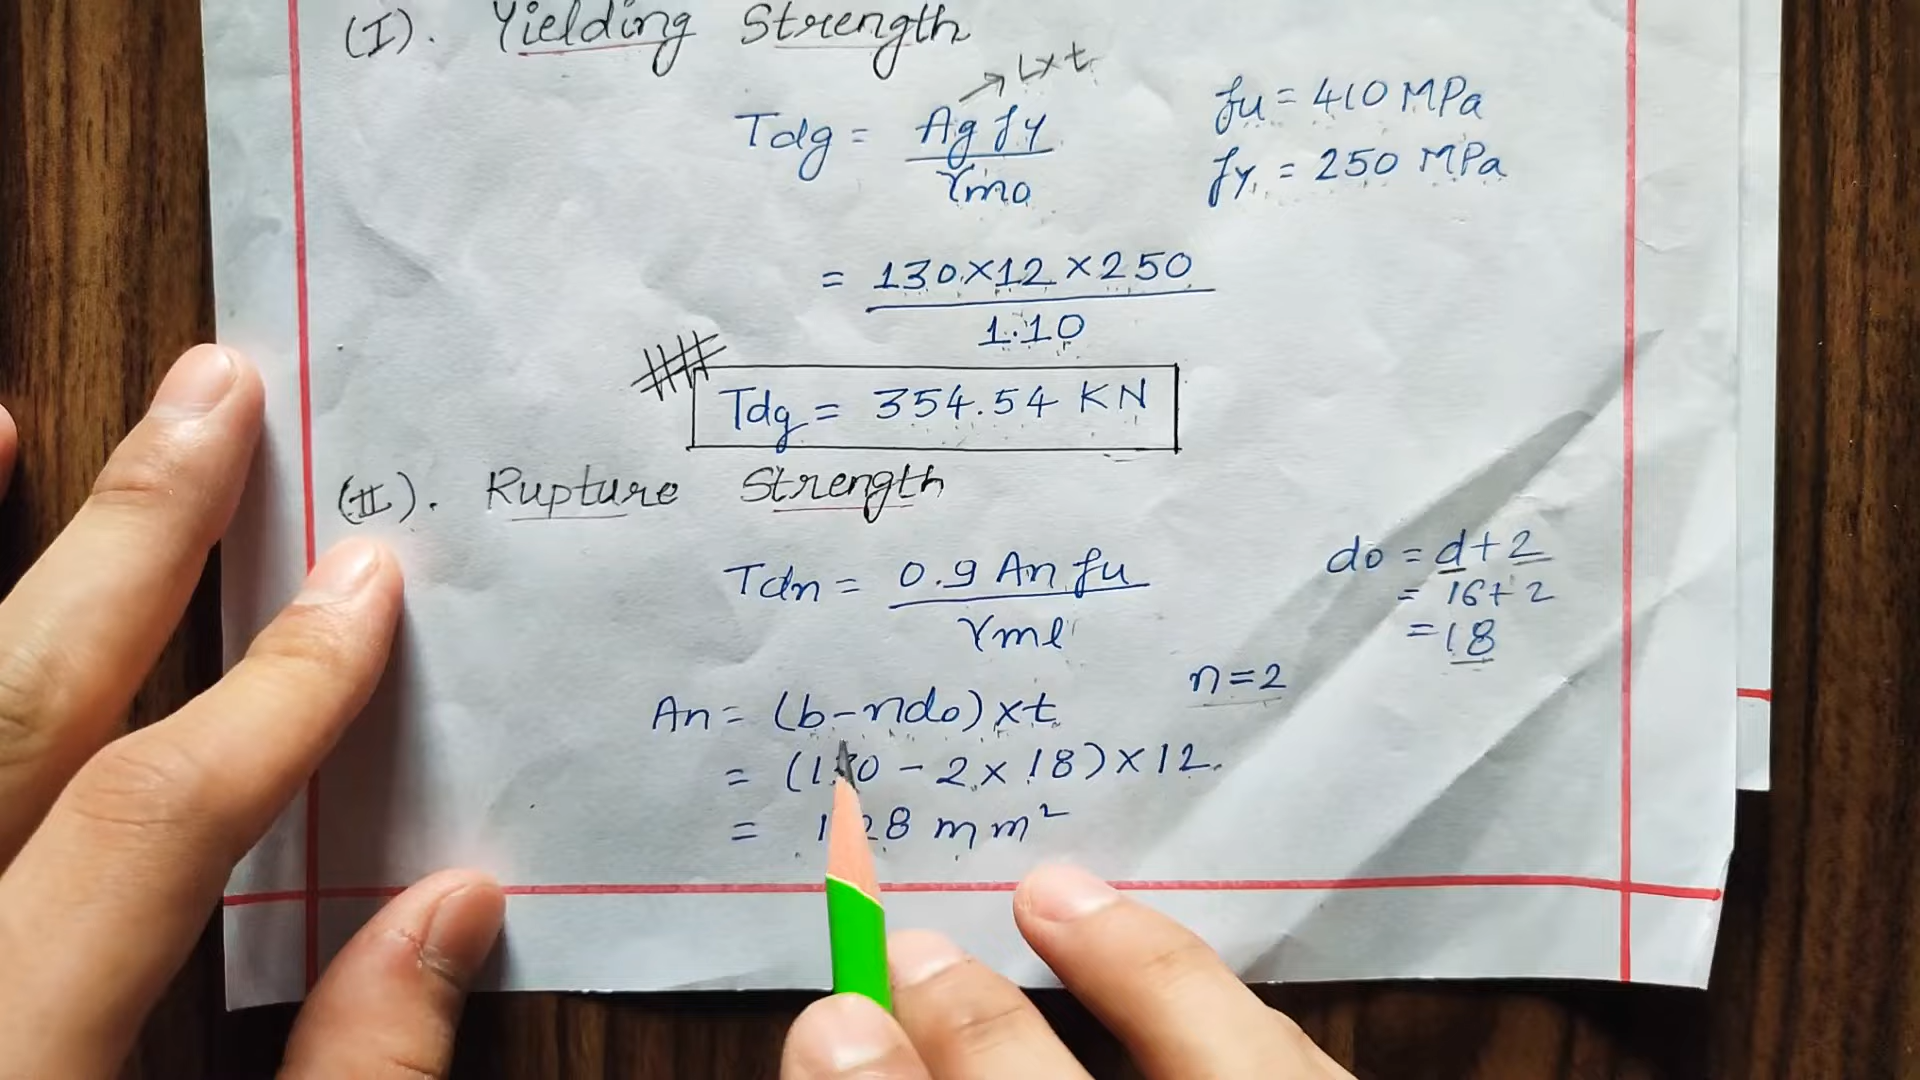 (I). Yielding Strength
L×t
Tdg = Ag fy / γmo
fu = 410 MPa
fy = 250 MPa
= 130×12×250 / 1.10
Tdg = 354.54 KN
(II). Rupture Strength
Tdn = 0.9 An fu / γml
do = d+2
= 16+2
= 18
n=2
An = (b-ndo)×t
= (130 - 2×18)×12.
= mm²